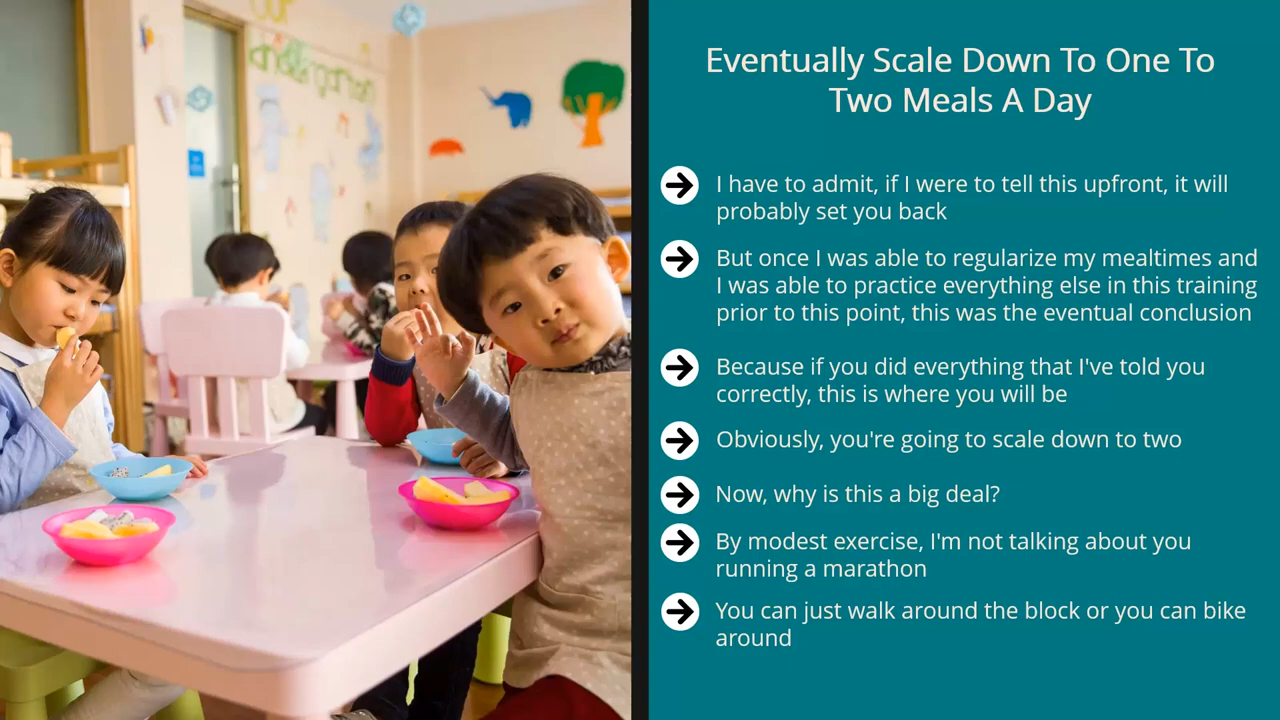 our
kindergarten
Eventually Scale Down To One To
Two Meals A Day
I have to admit, if I were to tell this upfront, it will
probably set you back
But once I was able to regularize my mealtimes and
I was able to practice everything else in this training
prior to this point, this was the eventual conclusion
Because if you did everything that I've told you
correctly, this is where you will be
Obviously, you're going to scale down to two
Now, why is this a big deal?
By modest exercise, I'm not talking about you
running a marathon
You can just walk around the block or you can bike
around